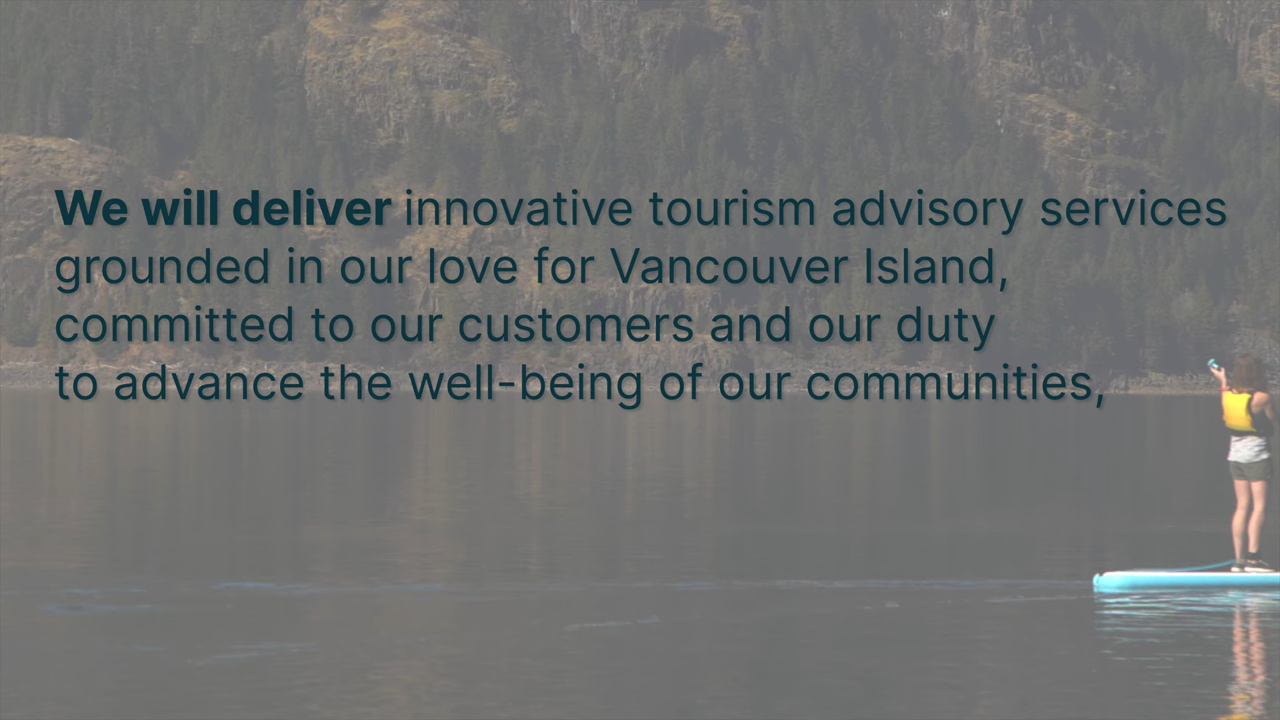 We will deliver innovative tourism advisory services
grounded in our love for Vancouver Island,
committed to our customers and our duty
to advance the well-being of our communities,